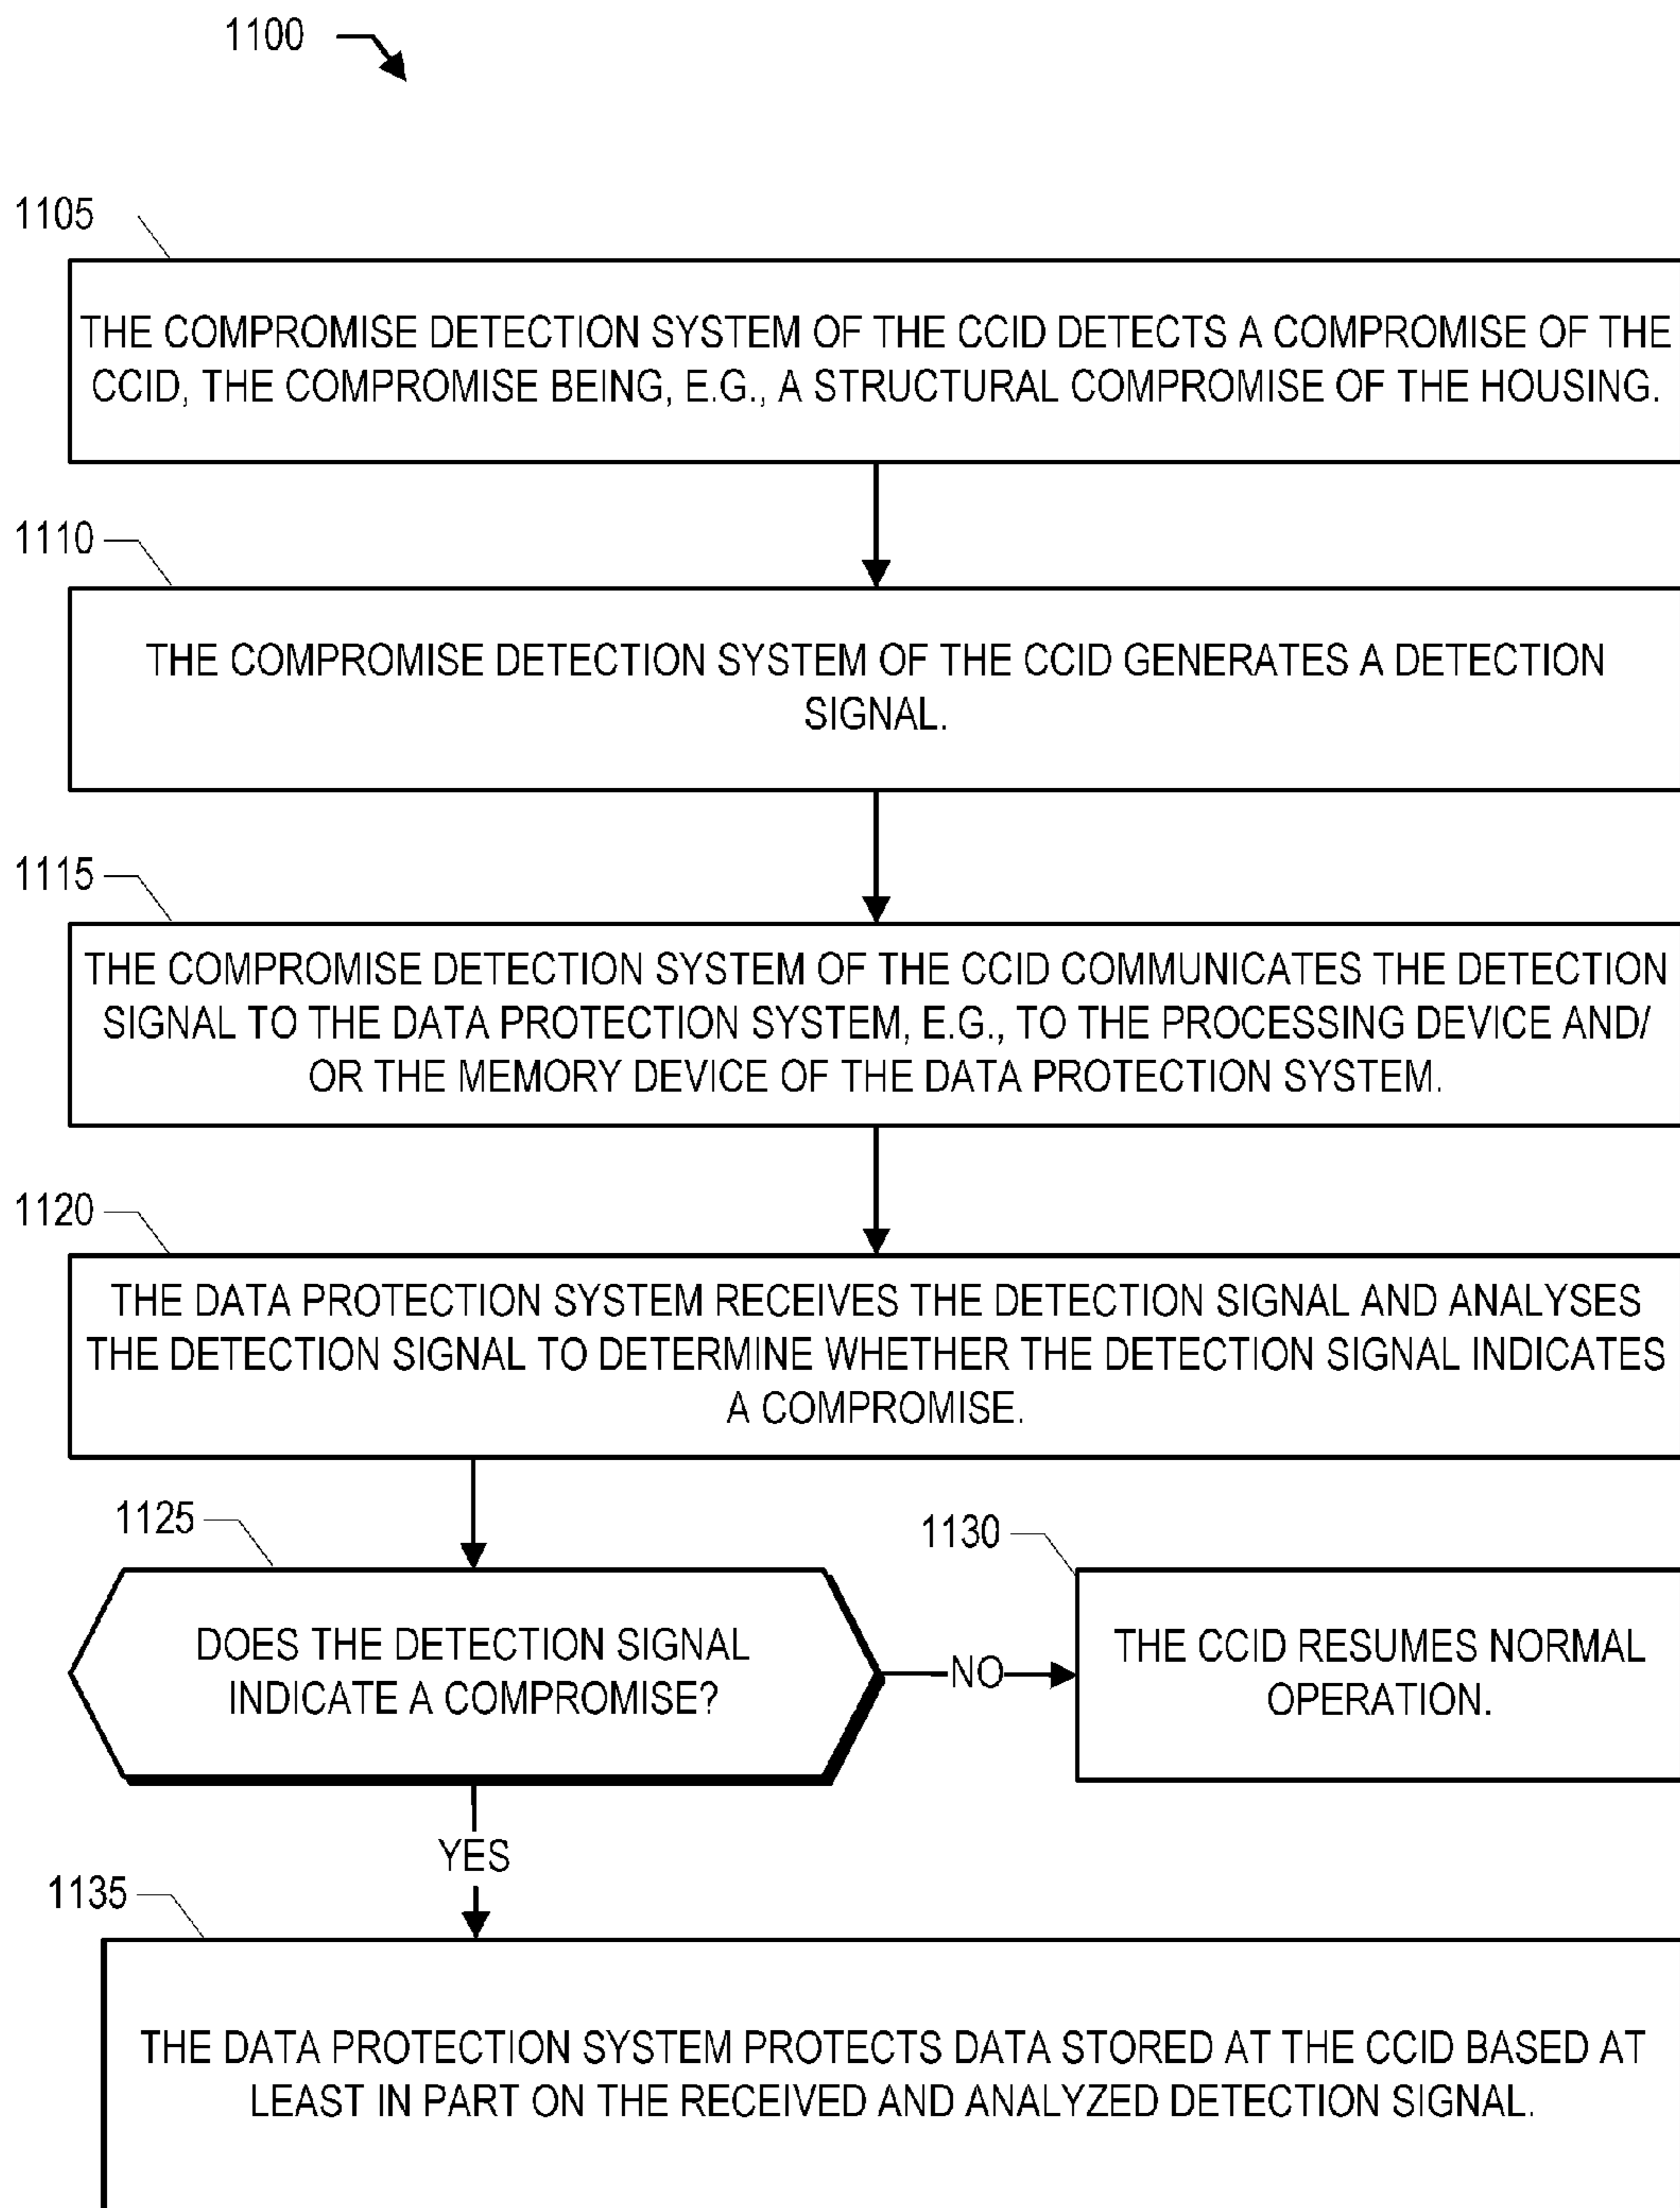 1100
1105
THE COMPROMISE DETECTION SYSTEM OF THE CCID DETECTS A COMPROMISE OF THE
CCID, THE COMPROMISE BEING, E.G., A STRUCTURAL COMPROMISE OF THE HOUSING.
1110
THE COMPROMISE DETECTION SYSTEM OF THE CCID GENERATES A DETECTION
SIGNAL.
1115
THE COMPROMISE DETECTION SYSTEM OF THE CCID COMMUNICATES THE DETECTION
SIGNAL TO THE DATA PROTECTION SYSTEM, E.G., TO THE PROCESSING DEVICE AND/
OR THE MEMORY DEVICE OF THE DATA PROTECTION SYSTEM.
1120
THE DATA PROTECTION SYSTEM RECEIVES THE DETECTION SIGNAL AND ANALYSES
THE DETECTION SIGNAL TO DETERMINE WHETHER THE DETECTION SIGNAL INDICATES
A COMPROMISE.
1125
DOES THE DETECTION SIGNAL
INDICATE A COMPROMISE?
NO
1130
THE CCID RESUMES NORMAL
OPERATION.
YES
1135
THE DATA PROTECTION SYSTEM PROTECTS DATA STORED AT THE CCID BASED AT
LEAST IN PART ON THE RECEIVED AND ANALYZED DETECTION SIGNAL.